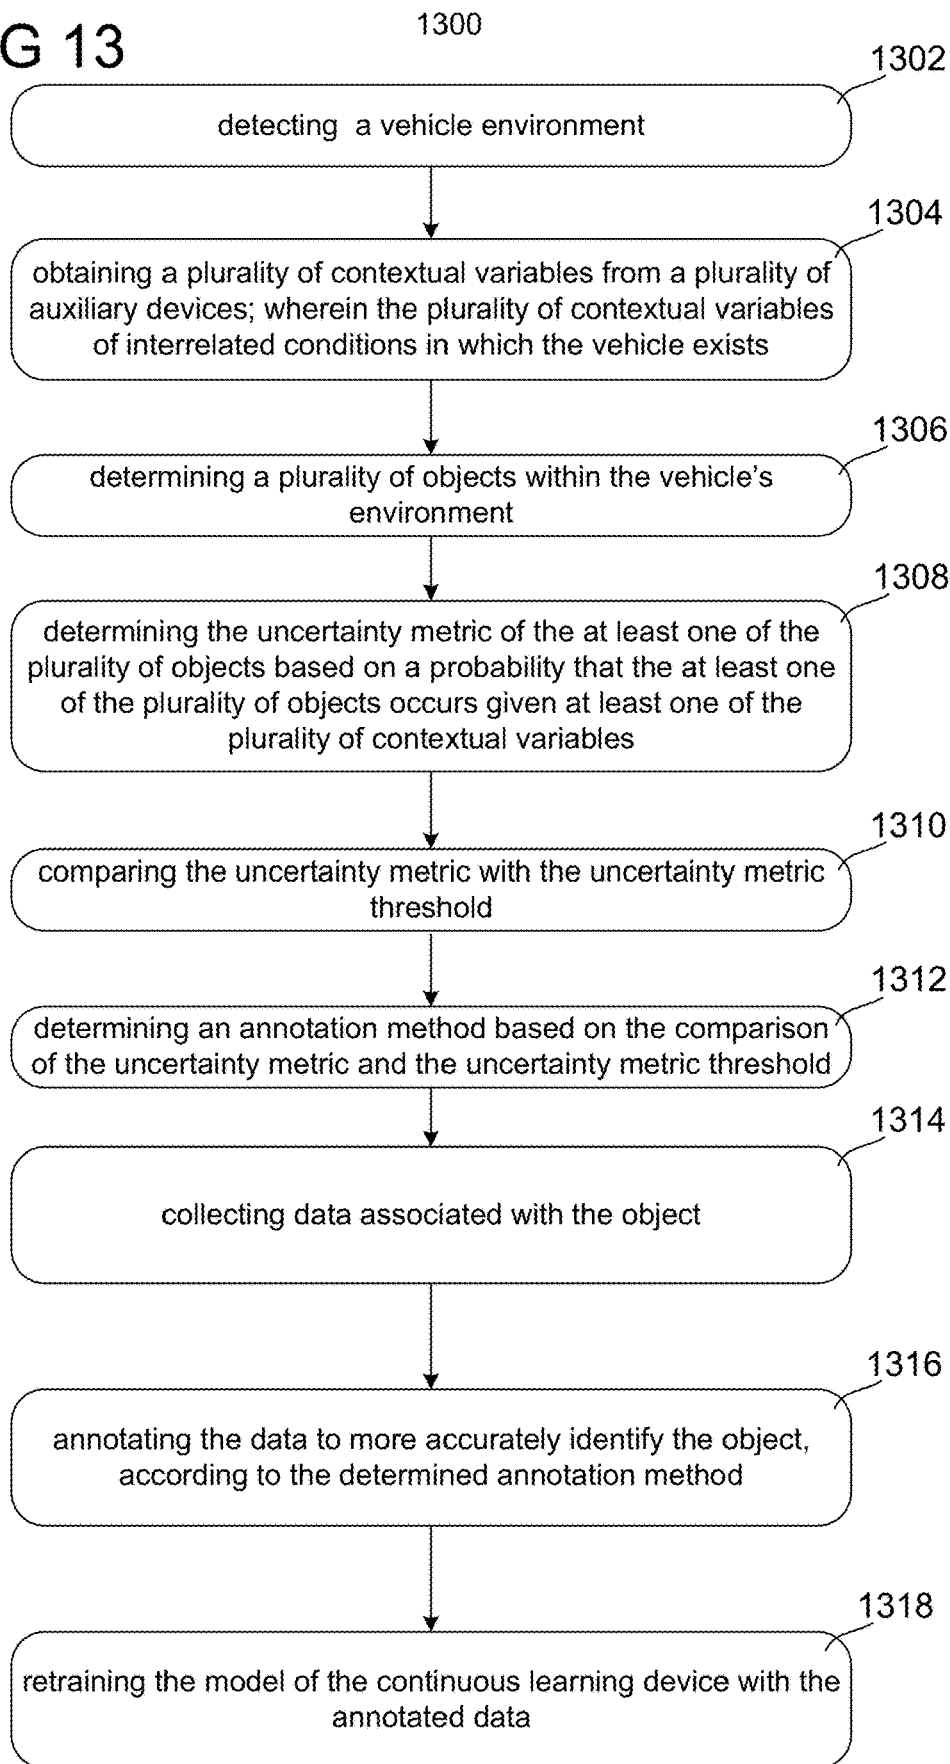 G 13
1300
1302
detecting a vehicle environment
1304
obtaining a plurality of contextual variables from a plurality of
auxiliary devices; wherein the plurality of contextual variables
of interrelated conditions in which the vehicle exists
1306
determining a plurality of objects within the vehicle's
environment
1308
determining the uncertainty metric of the at least one of the
plurality of objects based on a probability that the at least one
of the plurality of objects occurs given at least one of the
plurality of contextual variables
1310
comparing the uncertainty metric with the uncertainty metric
threshold
1312
determining an annotation method based on the comparison
of the uncertainty metric and the uncertainty metric threshold
1314
collecting data associated with the object
1316
annotating the data to more accurately identify the object,
according to the determined annotation method
1318
retraining the model of the continuous learning device with the
annotated data